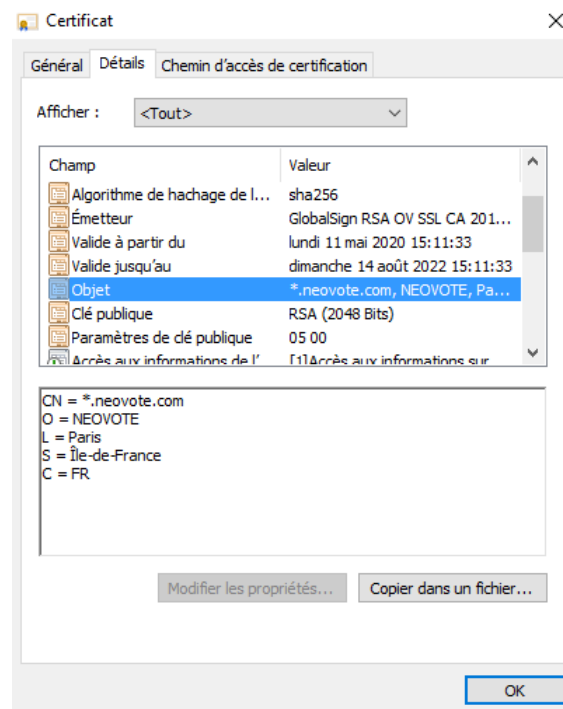 Certificat
Général Détails Chemin d'accès de certification
Afficher : <Tout>
Champ Valeur
Algorithme de hachage de l... sha256
Émetteur GlobalSign RSA OV SSL CA 201...
Valide à partir du lundi 11 mai 2020 15:11:33
Valide jusqu'au dimanche 14 août 2022 15:11:33
Objet *.neovote.com, NEOVOTE, Pa...
Clé publique RSA (2048 Bits)
Paramètres de clé publique 05 00
Accès aux informations de l' [1]Accès aux informations sur
CN = *.neovote.com
O = NEOVOTE
L = Paris
S = Île-de-France
C = FR
Modifier les propriétés... Copier dans un fichier...
OK